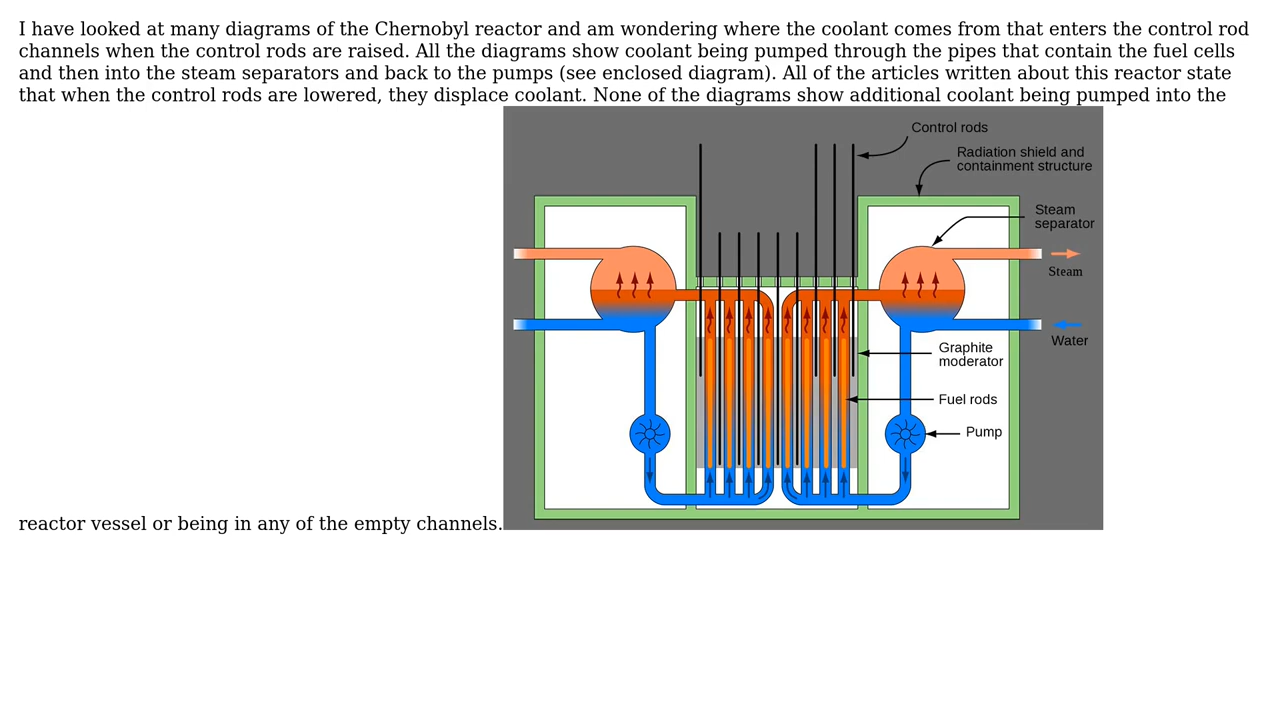 I have looked at many diagrams of the Chernobyl reactor and am wondering where the coolant comes from that enters the control rod
channels when the control rods are raised. All the diagrams show coolant being pumped through the pipes that contain the fuel cells
and then into the steam separators and back to the pumps (see enclosed diagram). All of the articles written about this reactor state
that when the control rods are lowered, they displace coolant. None of the diagrams show additional coolant being pumped into the
Control rods
Radiation shield and
containment structure
Steam
separator
Steam
Water
Graphite
moderator
Fuel rods
Pump
reactor vessel or being in any of the empty channels.